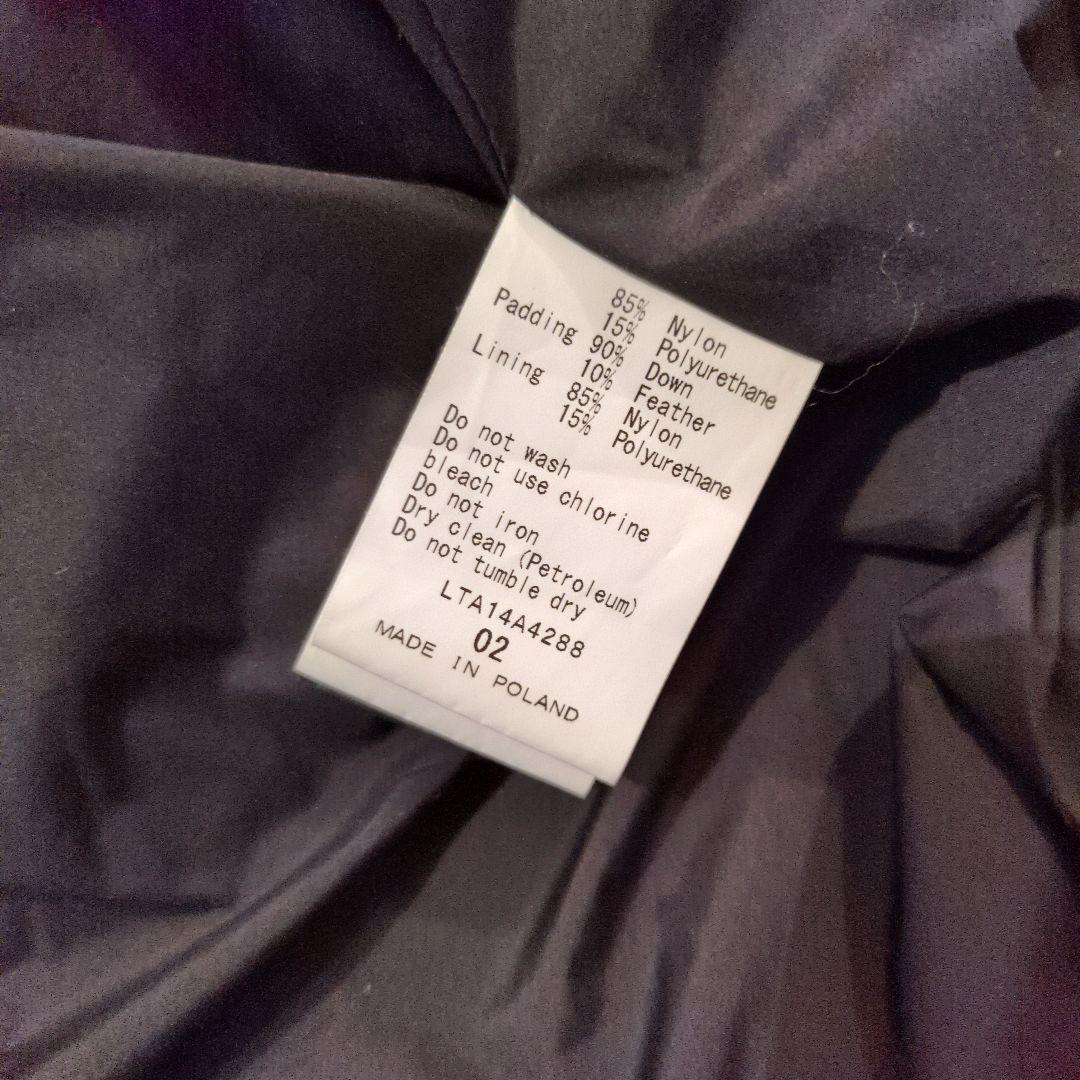 85% Nylon
15% Polyurethane
Padding 90% Down
10% Feather
Lining 85% Nylon
15% Polyurethane
Do not wash
Do not use chlorine
bleach
Do not iron
Dry clean (Petroleum)
Do not tumble dry
LTA14A4288
02
MADE IN POLAND